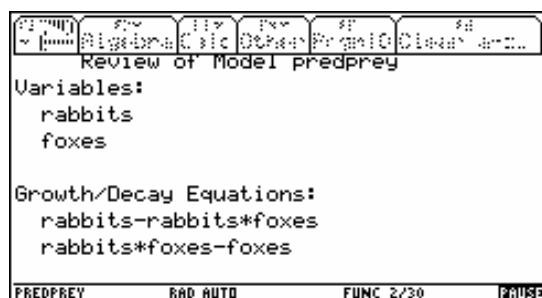 Algebra Calc Other PrgmIO Clean
Review of Model predprey
Variables:
rabbits
foxes
Growth/Decay Equations:
rabbits-rabbits*foxes
rabbits*foxes-foxes
PREDPREY RAD AUTO FUNC 2/30 PAUSE